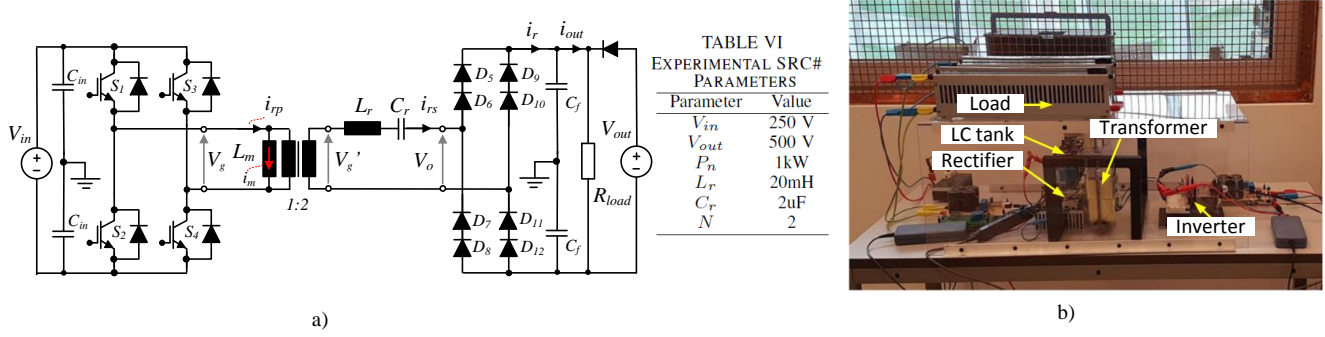 C_in
S_1
S_3
V_in
C_in
S_2
S_4
i_rp
L_m
i_m
V_g
1:2
V_g'
L_r
C_r
i_rs
V_o
D_5
D_6
D_7
D_8
i_r
i_out
D_9
D_10
D_11
D_12
C_f
C_f
R_load
V_out
a)
TABLE VI
EXPERIMENTAL SRC#
PARAMETERS
Parameter Value
V_in 250 V
V_out 500 V
P_n 1kW
L_r 20mH
C_r 2uF
N 2
Load
LC tank
Transformer
Rectifier
Inverter
b)